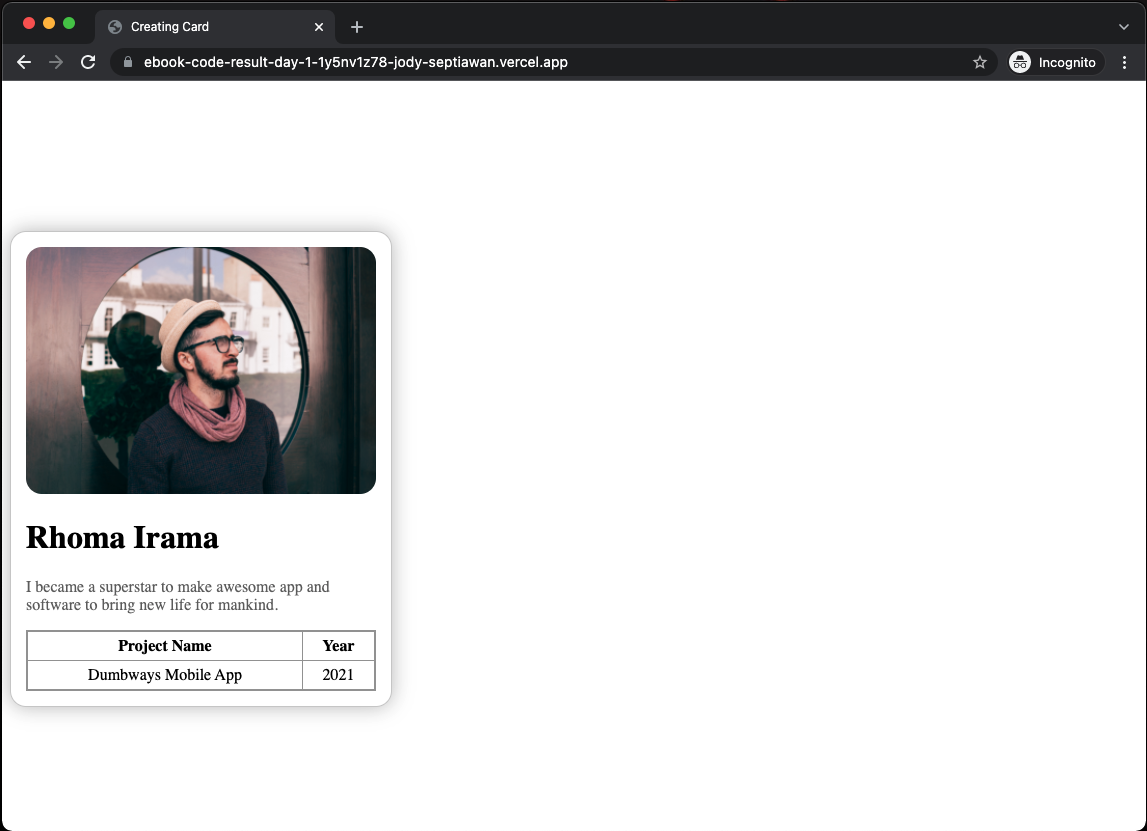 Creating Card
ebook-code-result-day-1-1y5nv1z78-jody-septiawan.vercel.app
Incognito
Rhoma Irama
I became a superstar to make awesome app and
software to bring new life for mankind.
Project Name Year
Dumbways Mobile App 2021